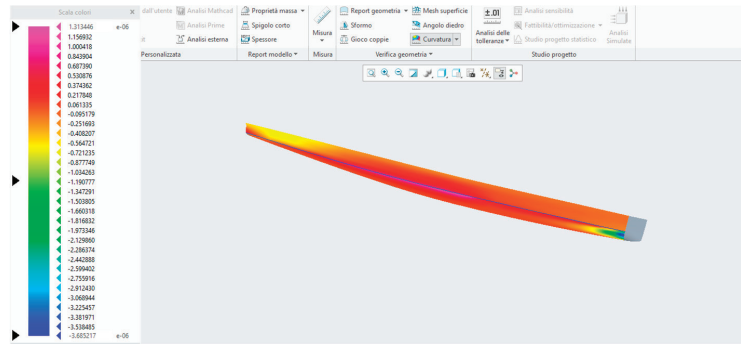 Scala colori x
1.313446 e-06
1.156932
1.000418
0.843904
0.687390
0.530876
0.374362
0.217848
0.061335
-0.095179
-0.251693
-0.408207
-0.564721
-0.721235
-0.877749
-1.034263
-1.190777
-1.347291
-1.503805
-1.660318
-1.816832
-1.973346
-2.129860
-2.286374
-2.442888
-2.599402
-2.755916
-2.912430
-3.068944
-3.225457
-3.381971
-3.538485
-3.685217 e-06
dall'utente
Analisi Mathcad
Analisi Prime
Analisi esterna
Personalizzata
Proprietà massa
Spigolo corto
Spessore
Report modello
Misura
Misura
Report geometria
Mesh superficie
Sformo
Angolo diedro
Gioco coppie
Curvatura
Verifica geometria
±.01
Analisi delle
tolleranze
Analisi sensibilità
Fattibilità/ottimizzazione
Studio progetto statistico
Analisi
Simulate
Studio progetto